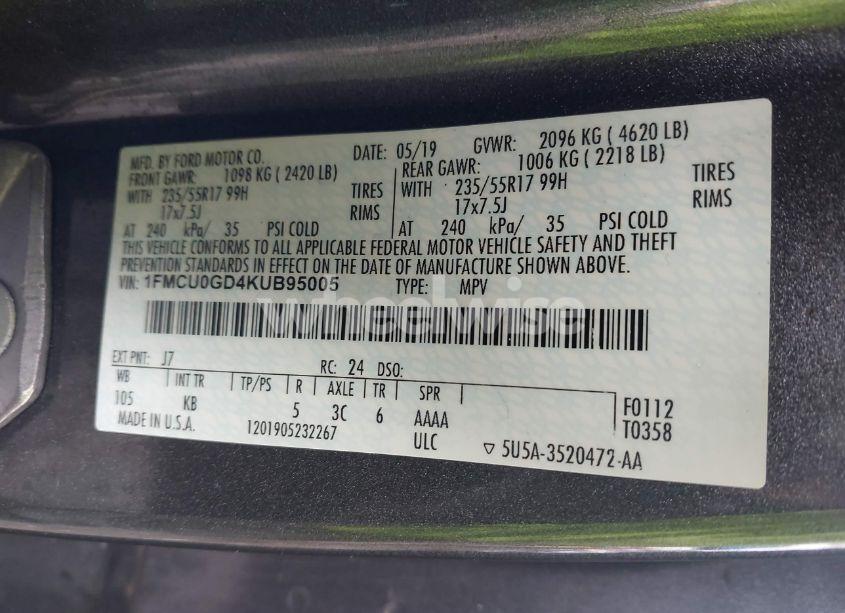 MFD. BY FORD MOTOR CO. DATE: 05/19 GVWR: 2096 KG ( 4620 LB)
FRONT GAWR: 1098 KG ( 2420 LB) REAR GAWR: 1006 KG ( 2218 LB)
WITH 235/55R17 99H TIRES WITH 235/55R17 99H TIRES
17x7.5J RIMS 17x7.5J RIMS
AT 240 kPa/ 35 PSI COLD AT 240 kPa/ 35 PSI COLD
THIS VEHICLE CONFORMS TO ALL APPLICABLE FEDERAL MOTOR VEHICLE SAFETY AND THEFT
PREVENTION STANDARDS IN EFFECT ON THE DATE OF MANUFACTURE SHOWN ABOVE.
VIN: 1FMCU0GD4KUB95005 TYPE: MPV
wheelwise
EXT PNT: J7 RC: 24 DSO:
WB INT TR TP/PS R AXLE TR SPR
105 KB 5 3C 6 AAAA F0112
MADE IN U.S.A. 1201905232267 ULC T0358
5U5A-3520472-AA